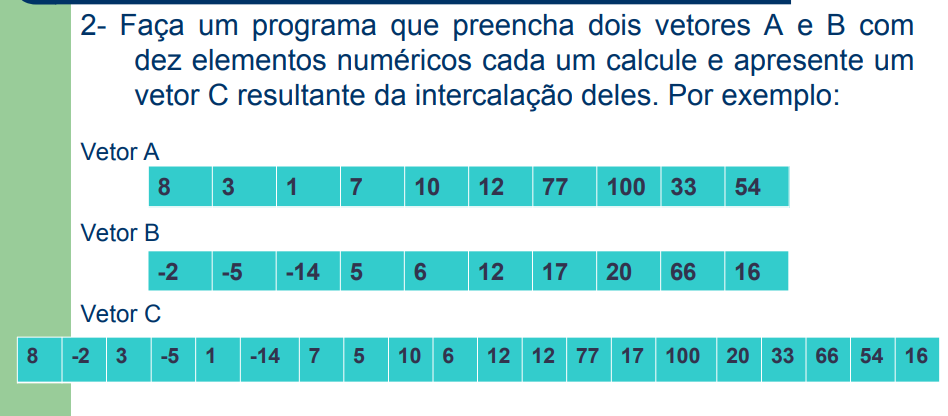 2- Faça um programa que preencha dois vetores A e B com
dez elementos numéricos cada um calcule e apresente um
vetor C resultante da intercalação deles. Por exemplo:
Vetor A
8 3 1 7 10 12 77 100 33 54
Vetor B
-2 -5 -14 5 6 12 17 20 66 16
Vetor C
8 -2 3 -5 1 -14 7 5 10 6 12 12 77 17 100 20 33 66 54 16